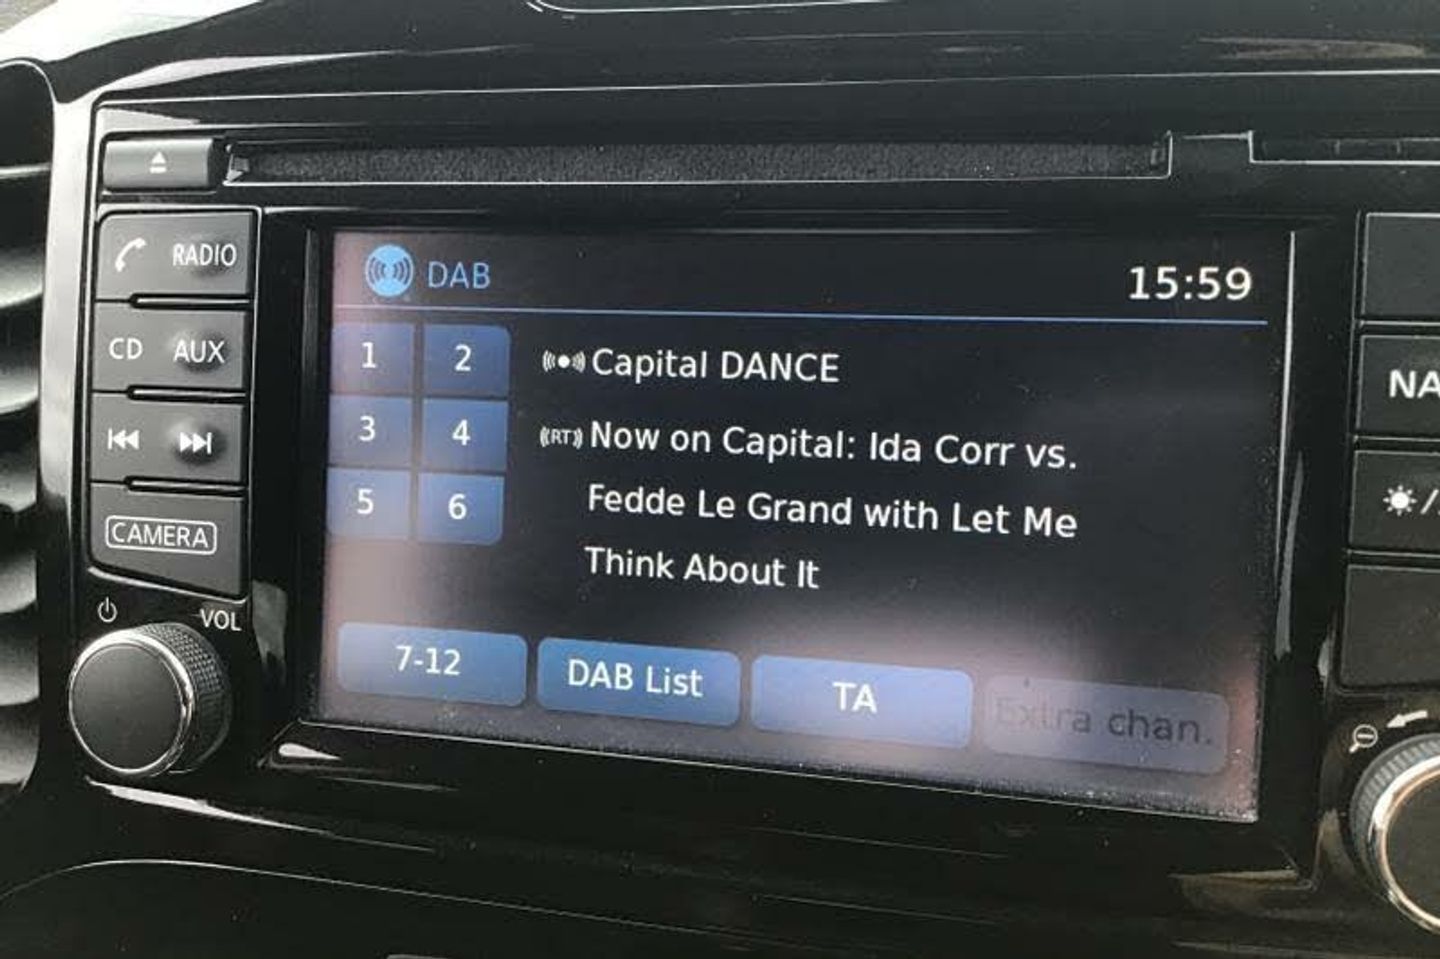 RADIO
CD AUX
CAMERA
VOL
DAB
15:59
1 2
3 4
5 6
Capital DANCE
RT Now on Capital: Ida Corr vs.
Fedde Le Grand with Let Me
Think About It
7-12 DAB List TA Extra chan.
NA